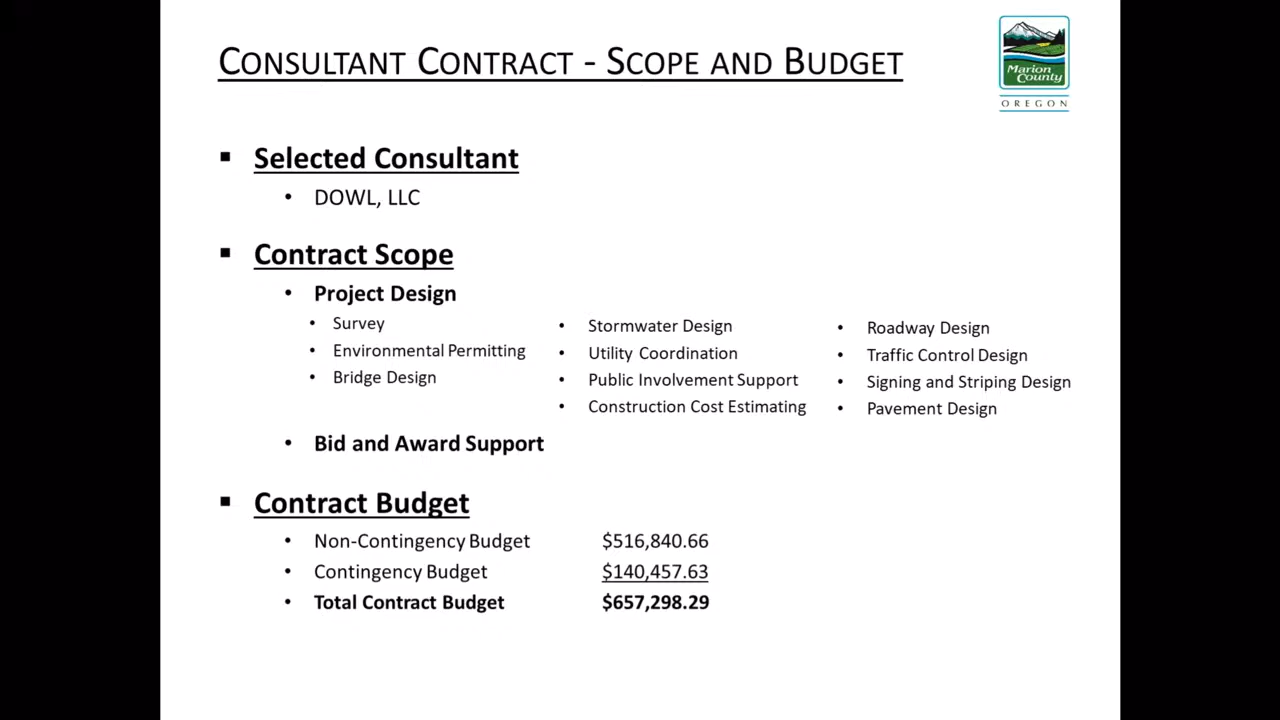 CONSULTANT CONTRACT - SCOPE AND BUDGET
Marion County
OREGON
▪ Selected Consultant
• DOWL, LLC
▪ Contract Scope
• Project Design
• Survey
• Environmental Permitting
• Bridge Design
• Stormwater Design
• Utility Coordination
• Public Involvement Support
• Construction Cost Estimating
• Roadway Design
• Traffic Control Design
• Signing and Striping Design
• Pavement Design
• Bid and Award Support
▪ Contract Budget
• Non-Contingency Budget $516,840.66
• Contingency Budget $140,457.63
• Total Contract Budget $657,298.29